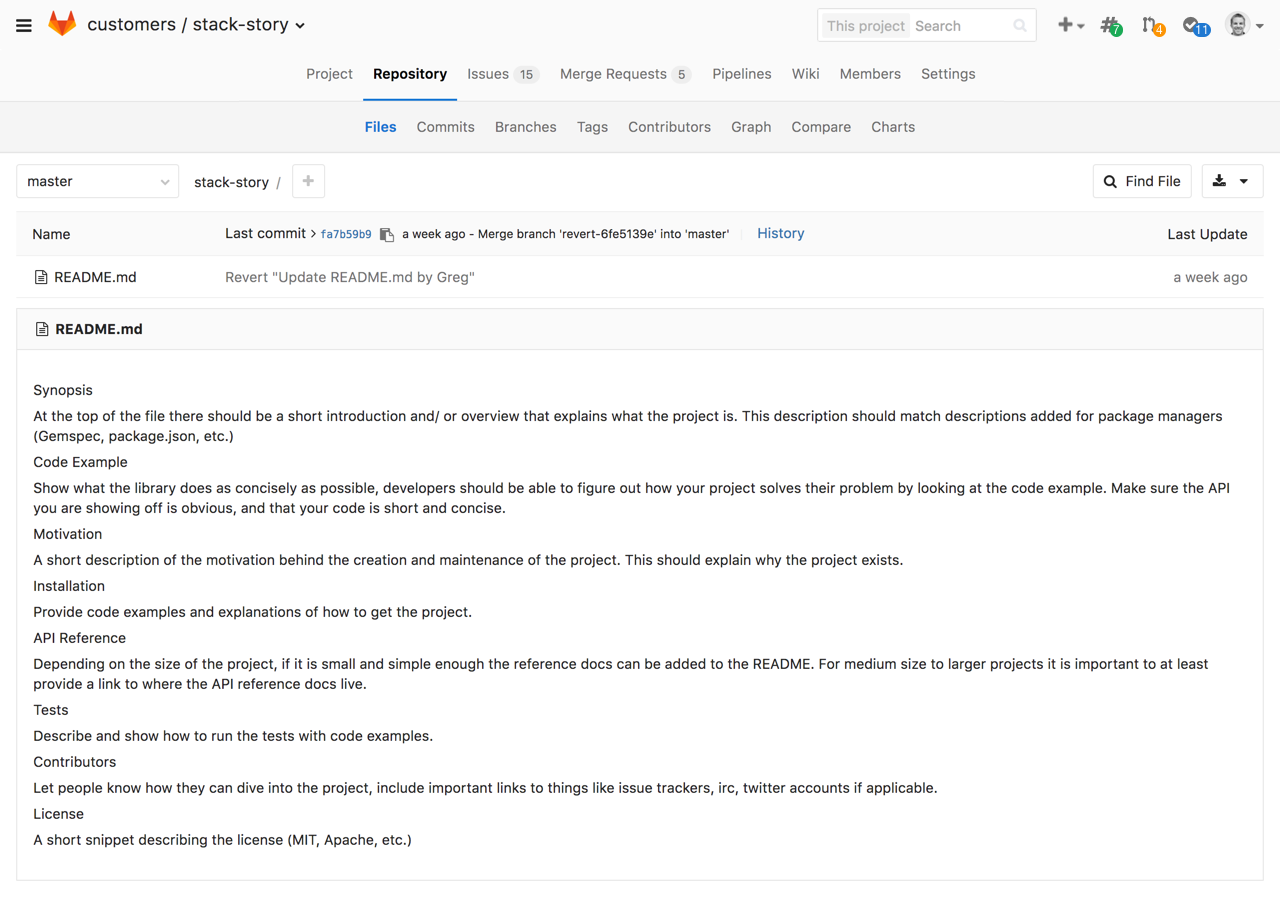 customers / stack-story
This project Search
7
4
11
Project Repository Issues 15 Merge Requests 5 Pipelines Wiki Members Settings
Files Commits Branches Tags Contributors Graph Compare Charts
master stack-story / Find File
Name Last commit > fa7b59b9 a week ago - Merge branch 'revert-6fe5139e' into 'master' History Last Update
README.md Revert "Update README.md by Greg" a week ago
README.md
Synopsis
At the top of the file there should be a short introduction and/ or overview that explains what the project is. This description should match descriptions added for package managers
(Gemspec, package.json, etc.)
Code Example
Show what the library does as concisely as possible, developers should be able to figure out how your project solves their problem by looking at the code example. Make sure the API
you are showing off is obvious, and that your code is short and concise.
Motivation
A short description of the motivation behind the creation and maintenance of the project. This should explain why the project exists.
Installation
Provide code examples and explanations of how to get the project.
API Reference
Depending on the size of the project, if it is small and simple enough the reference docs can be added to the README. For medium size to larger projects it is important to at least
provide a link to where the API reference docs live.
Tests
Describe and show how to run the tests with code examples.
Contributors
Let people know how they can dive into the project, include important links to things like issue trackers, irc, twitter accounts if applicable.
License
A short snippet describing the license (MIT, Apache, etc.)